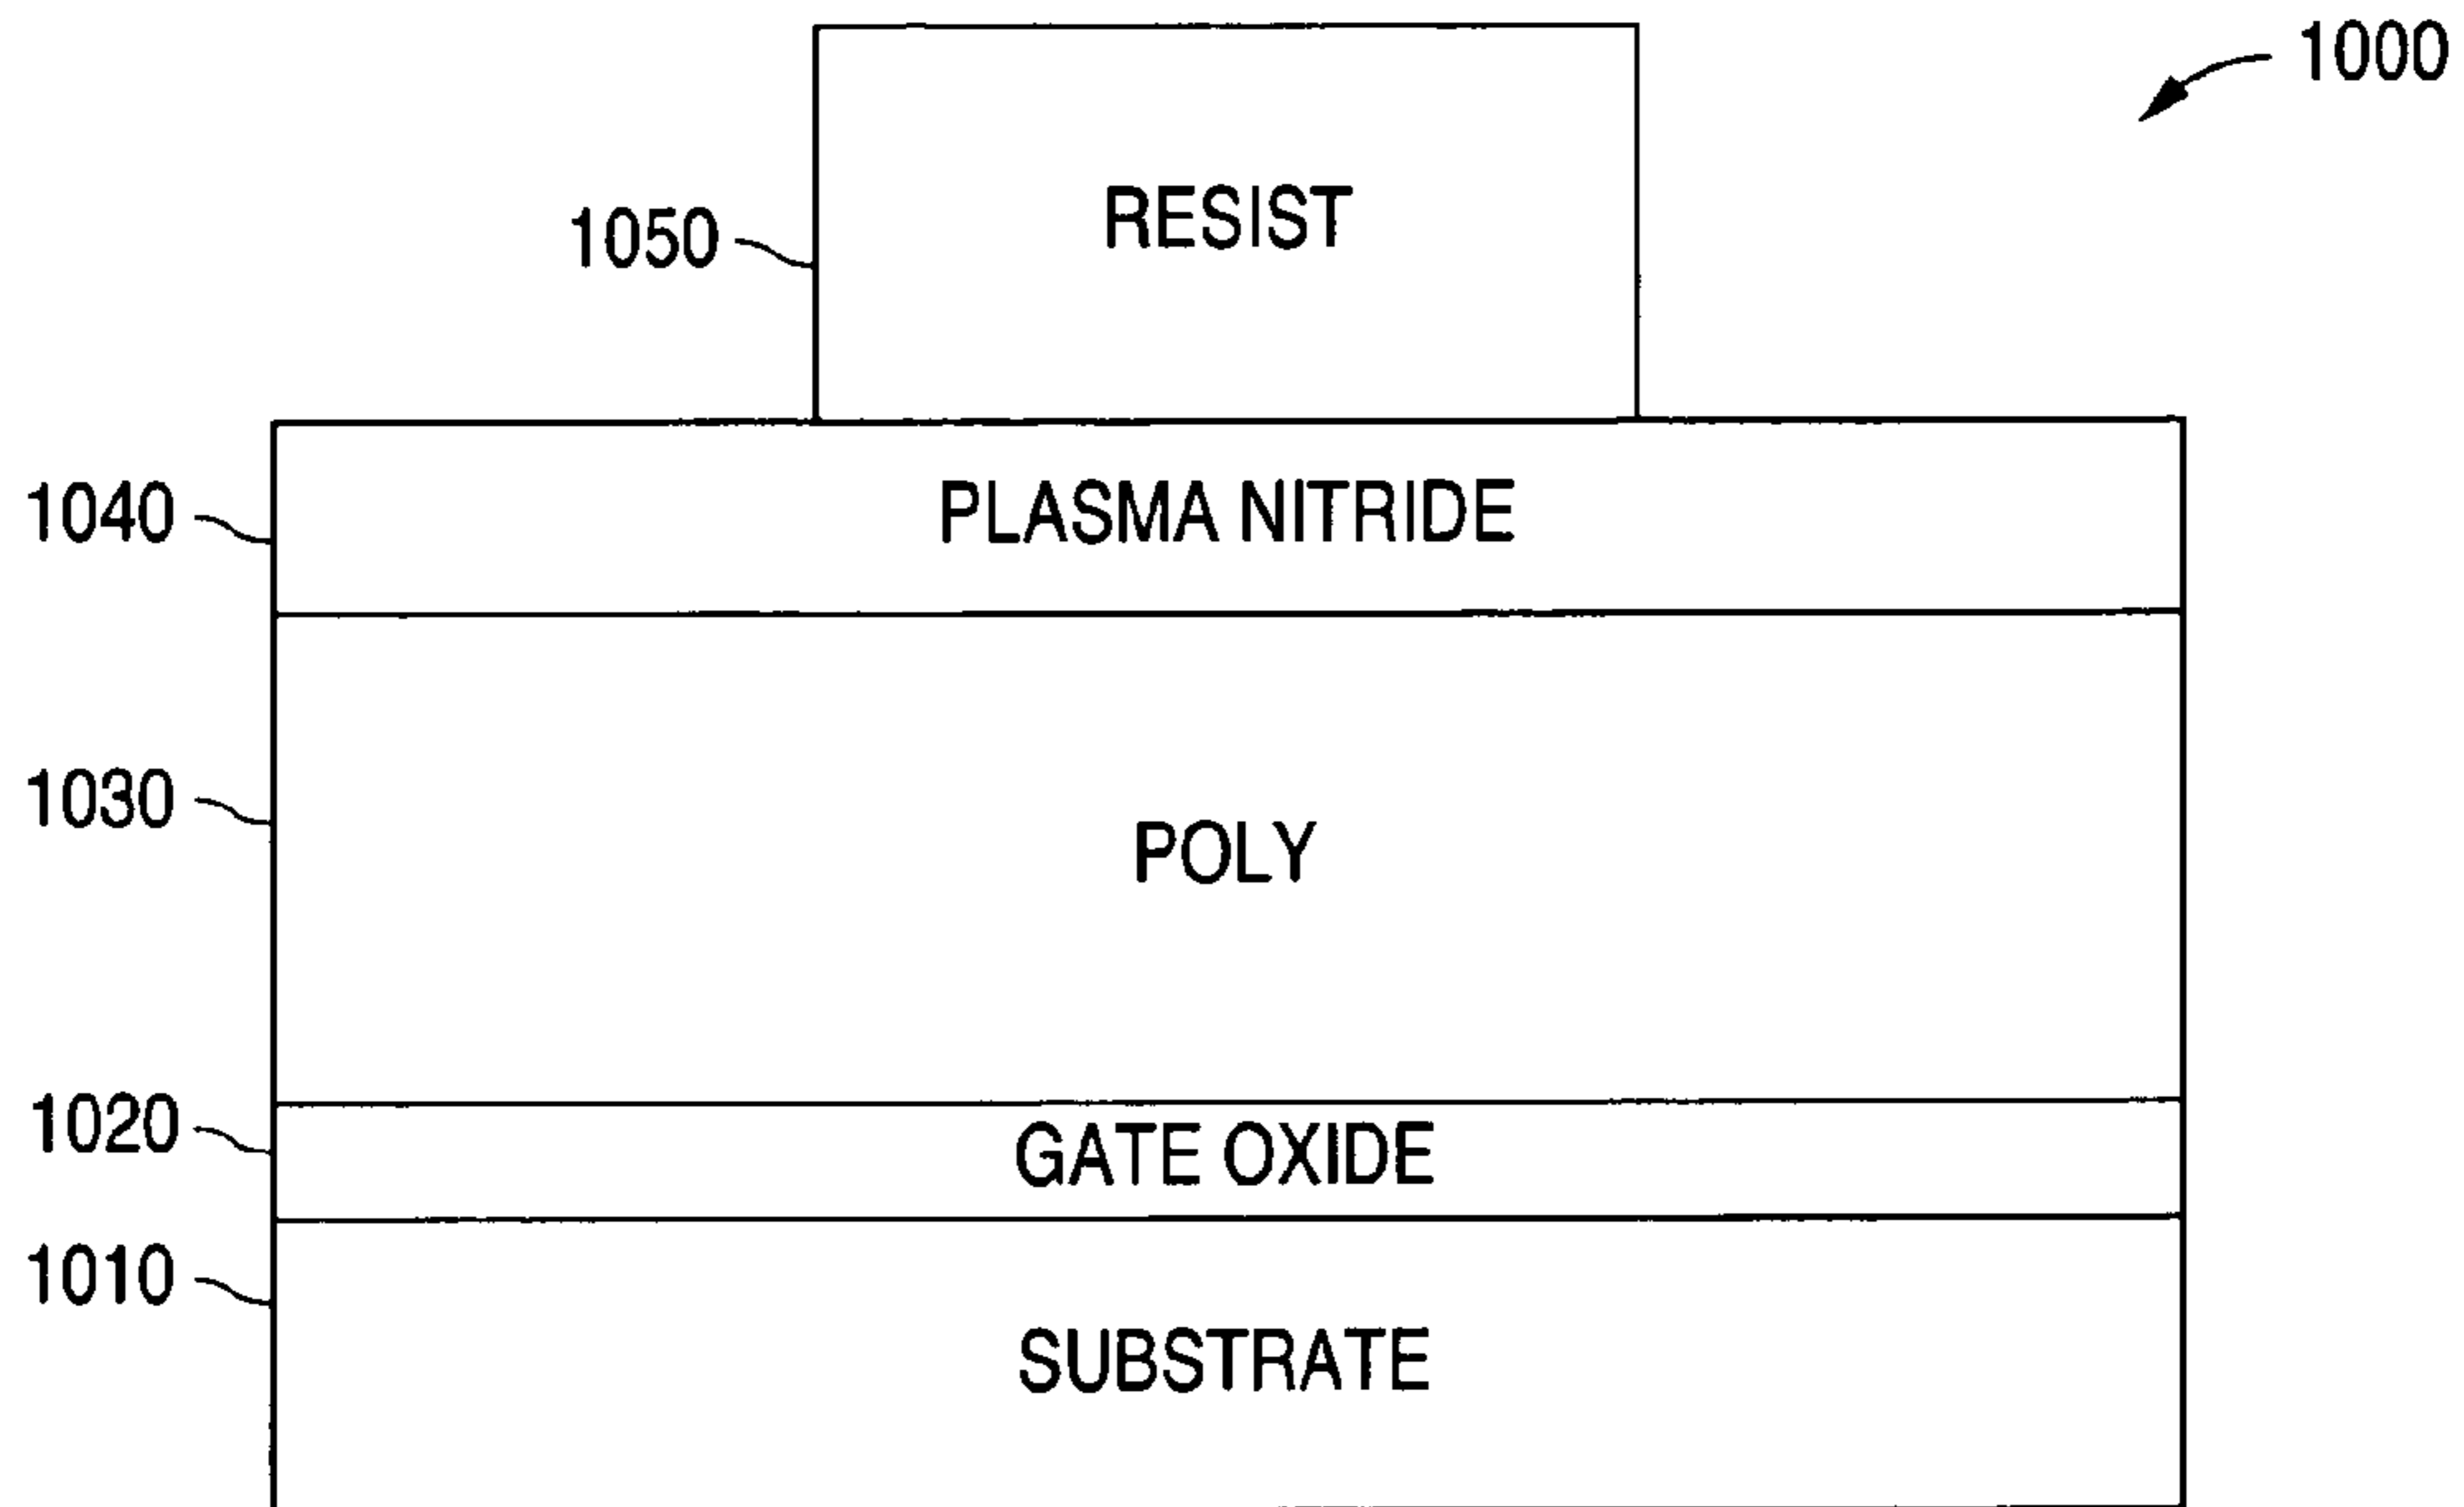 1000
RESIST
1050
PLASMA NITRIDE
1040
1030
POLY
1020
GATE OXIDE
1010
SUBSTRATE